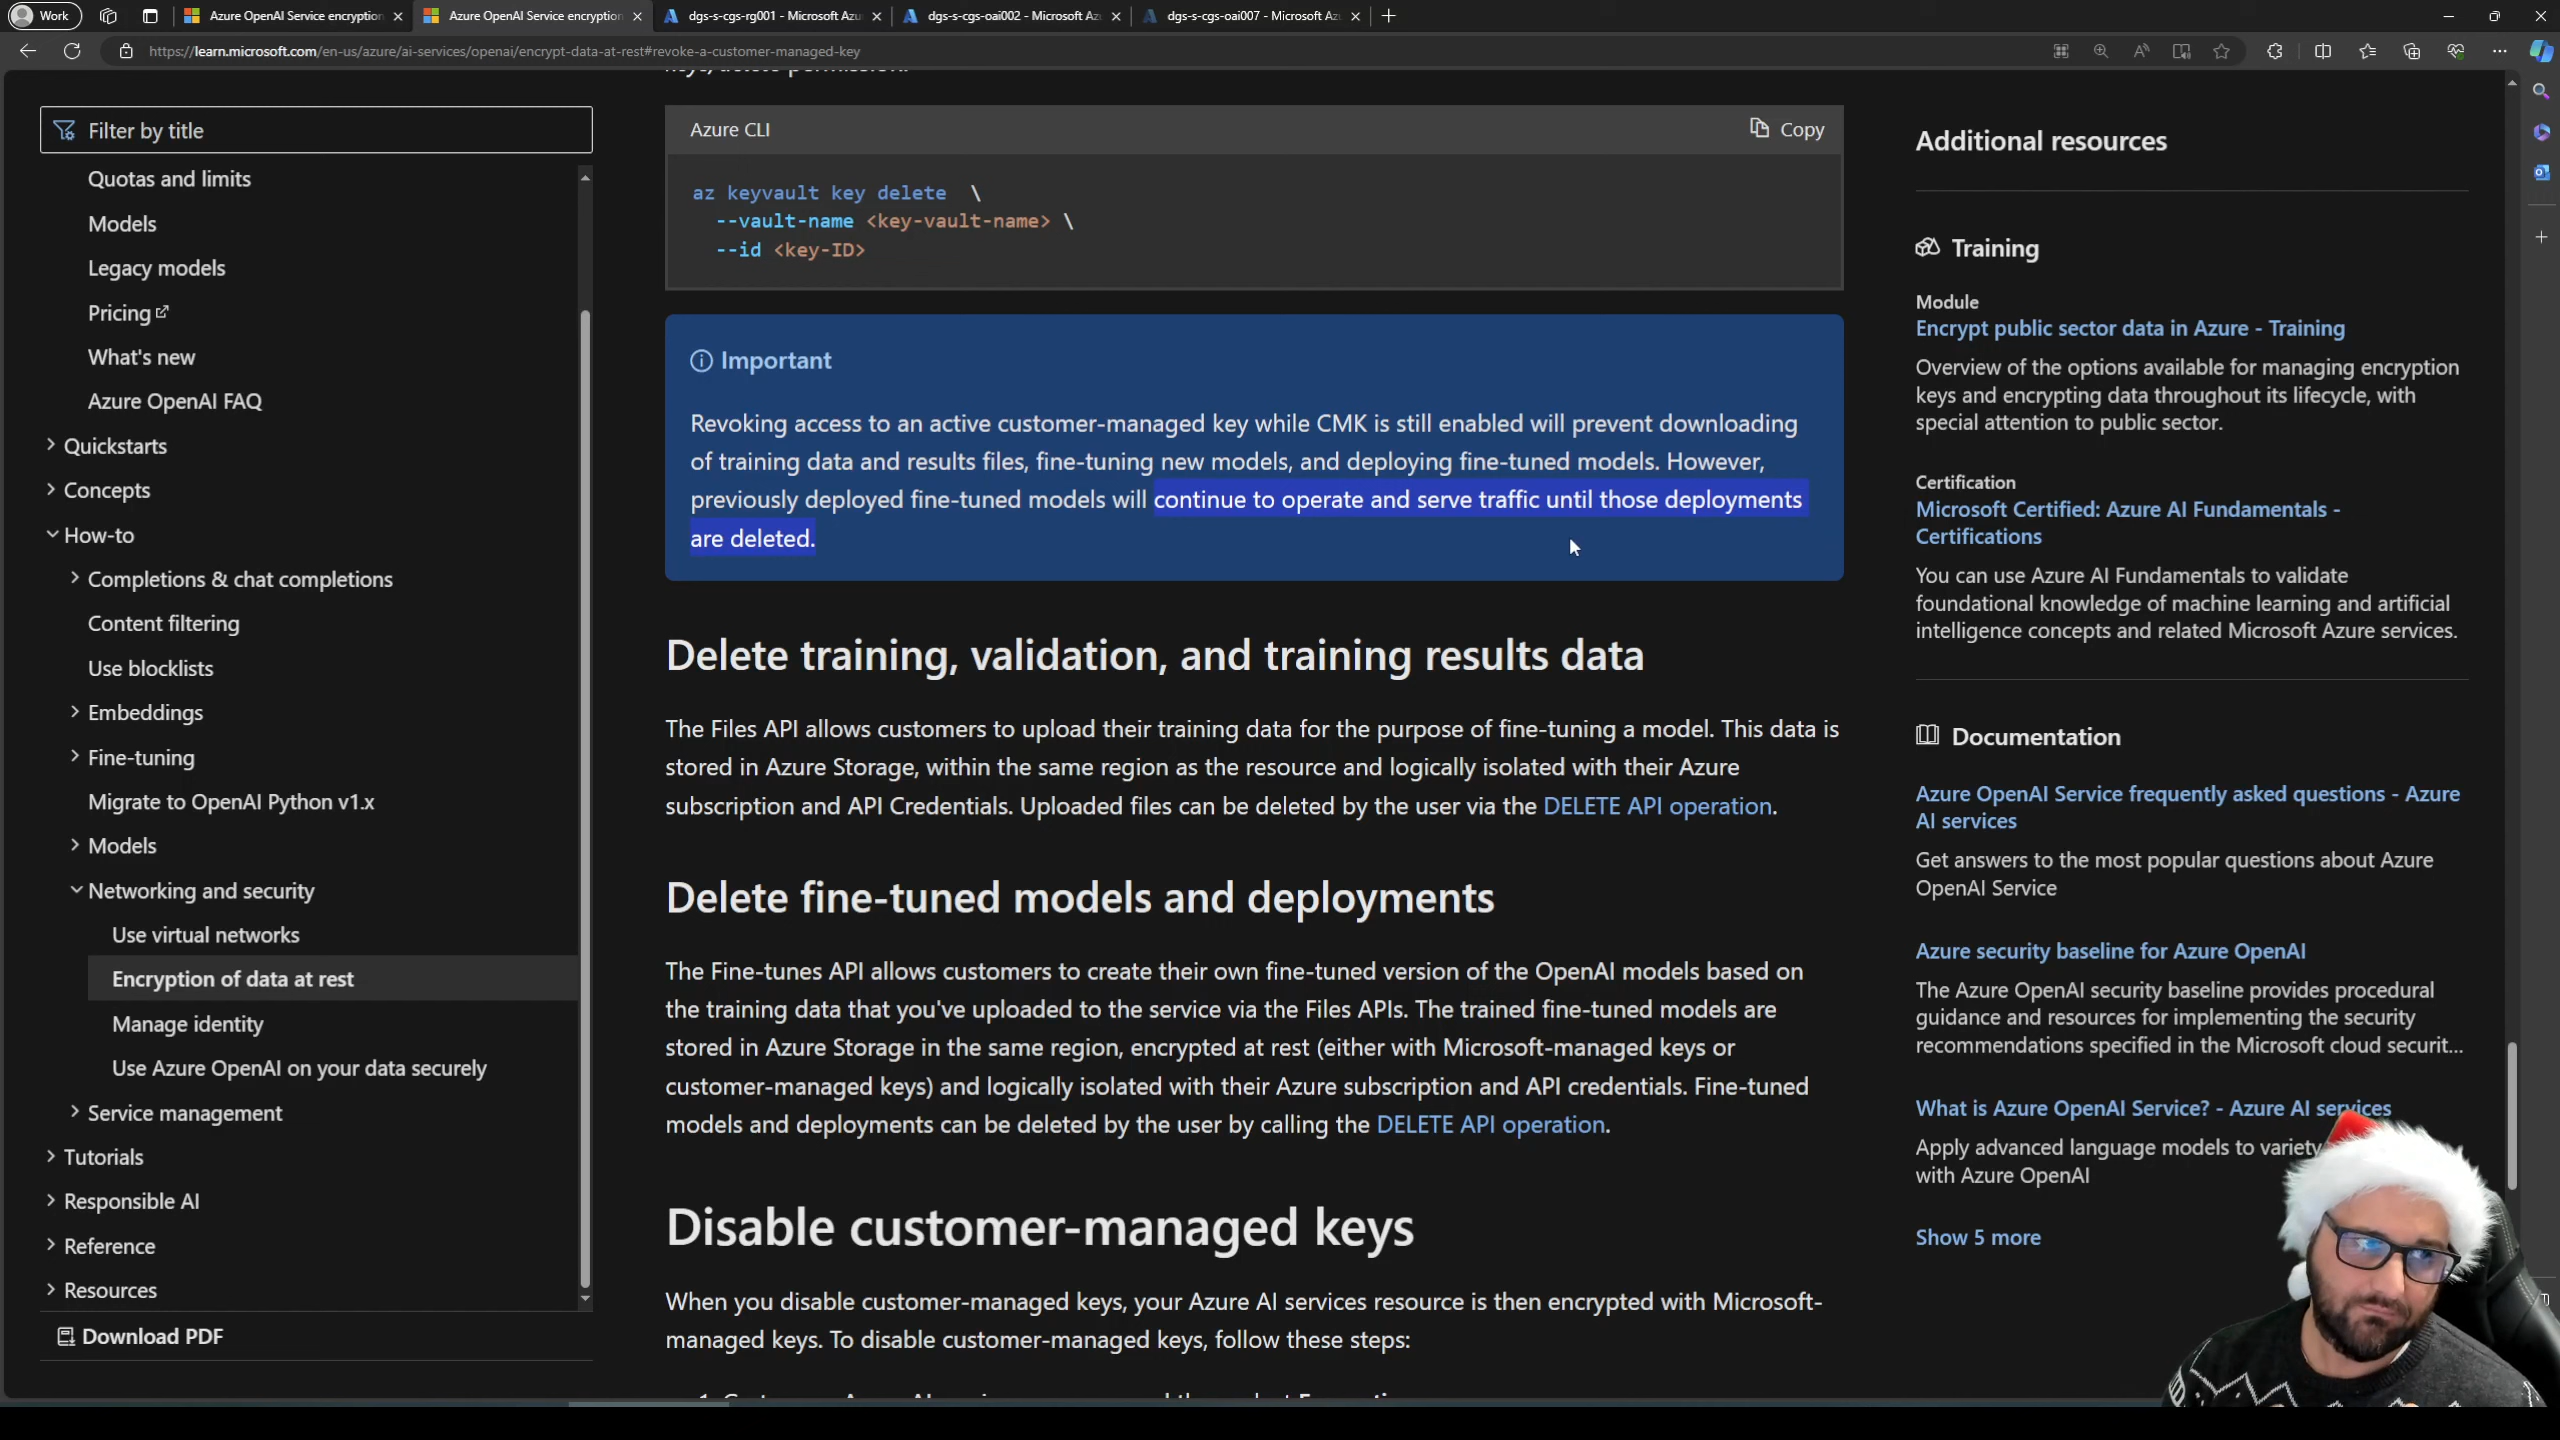 Work
Azure OpenAI Service encryption
Azure OpenAI Service encryption
dgs-s-cgs-rg001 - Microsoft Azu
dgs-s-cgs-oai002 - Microsoft Az
dgs-s-cgs-oai007 - Microsoft Az
https://learn.microsoft.com/en-us/azure/ai-services/openai/encrypt-data-at-rest#revoke-a-customer-managed-key
Filter by title
Quotas and limits
Models
Legacy models
Pricing
What's new
Azure OpenAI FAQ
Quickstarts
Concepts
How-to
Completions & chat completions
Content filtering
Use blocklists
Embeddings
Fine-tuning
Migrate to OpenAI Python v1.x
Models
Networking and security
Use virtual networks
Encryption of data at rest
Manage identity
Use Azure OpenAI on your data securely
Service management
Tutorials
Responsible AI
Reference
Resources
Download PDF
Azure CLI
Copy
az keyvault key delete \
--vault-name <key-vault-name> \
--id <key-ID>
Important
Revoking access to an active customer-managed key while CMK is still enabled will prevent downloading
of training data and results files, fine-tuning new models, and deploying fine-tuned models. However,
previously deployed fine-tuned models will continue to operate and serve traffic until those deployments
are deleted.
Delete training, validation, and training results data
The Files API allows customers to upload their training data for the purpose of fine-tuning a model. This data is
stored in Azure Storage, within the same region as the resource and logically isolated with their Azure
subscription and API Credentials. Uploaded files can be deleted by the user via the DELETE API operation.
Delete fine-tuned models and deployments
The Fine-tunes API allows customers to create their own fine-tuned version of the OpenAI models based on
the training data that you've uploaded to the service via the Files APIs. The trained fine-tuned models are
stored in Azure Storage in the same region, encrypted at rest (either with Microsoft-managed keys or
customer-managed keys) and logically isolated with their Azure subscription and API credentials. Fine-tuned
models and deployments can be deleted by the user by calling the DELETE API operation.
Disable customer-managed keys
When you disable customer-managed keys, your Azure AI services resource is then encrypted with Microsoft-
managed keys. To disable customer-managed keys, follow these steps:
Additional resources
Training
Module
Encrypt public sector data in Azure - Training
Overview of the options available for managing encryption
keys and encrypting data throughout its lifecycle, with
special attention to public sector.
Certification
Microsoft Certified: Azure AI Fundamentals -
Certifications
You can use Azure AI Fundamentals to validate
foundational knowledge of machine learning and artificial
intelligence concepts and related Microsoft Azure services.
Documentation
Azure OpenAI Service frequently asked questions - Azure
AI services
Get answers to the most popular questions about Azure
OpenAI Service
Azure security baseline for Azure OpenAI
The Azure OpenAI security baseline provides procedural
guidance and resources for implementing the security
recommendations specified in the Microsoft cloud securit...
What is Azure OpenAI Service? - Azure AI services
Apply advanced language models to variety
with Azure OpenAI
Show 5 more